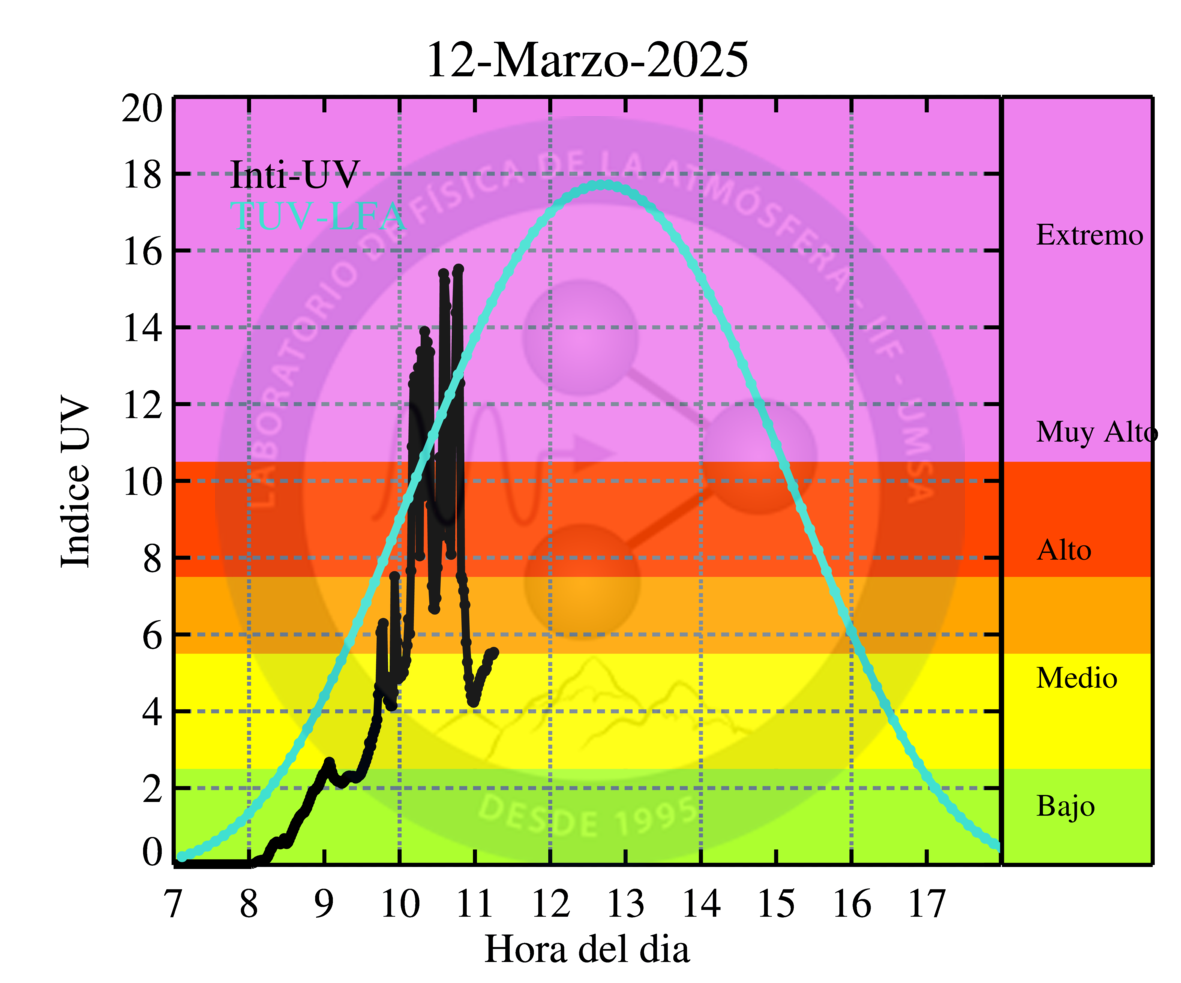 12-Marzo-2025
Inti-UV
TUV-LFA
LABORATORIO DE FÍSICA DE LA ATMÓSFERA - IIF - UMSA
DESDE 1995
Indice UV
20
18
16
14
12
10
8
6
4
2
0
Extremo
Muy Alto
Alto
Medio
Bajo
7 8 9 10 11 12 13 14 15 16 17
Hora del dia